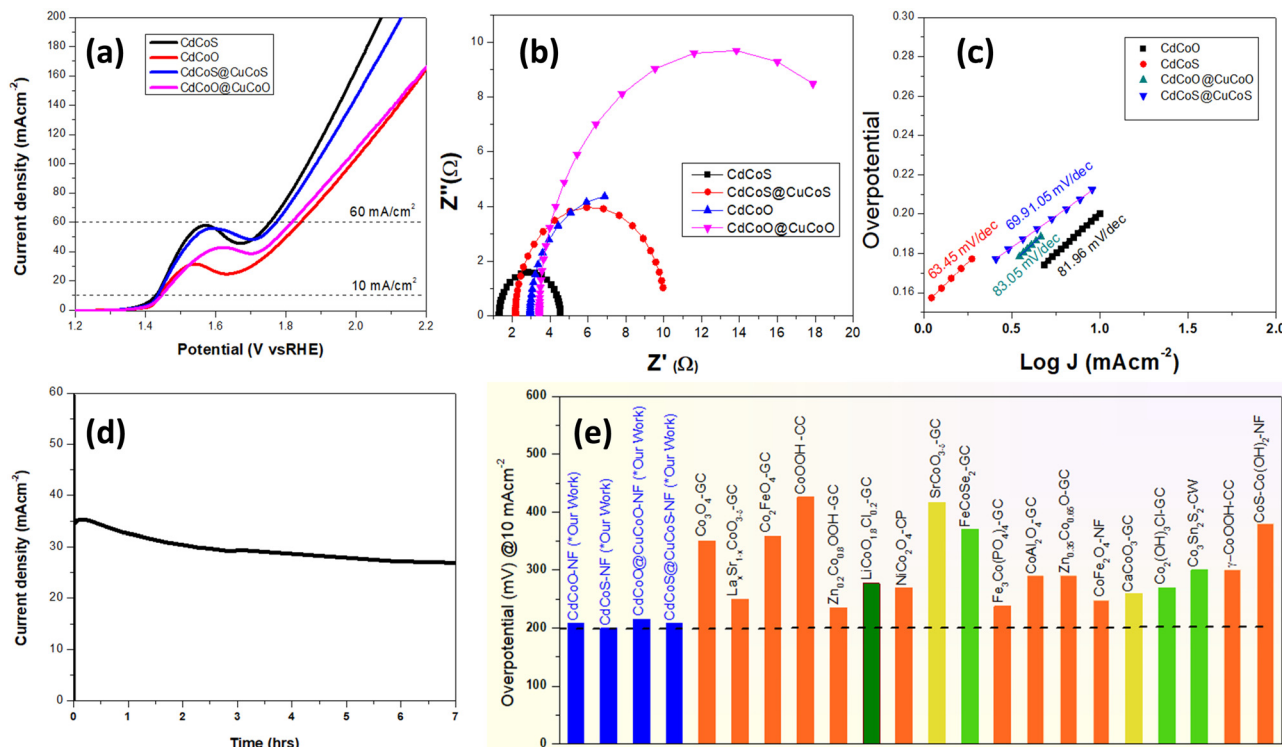 (a)
CdCoS
CdCoO
CdCoS@CuCoS
CdCoO@CuCoO
60 mA/cm²
10 mA/cm²
200
180
160
140
120
100
80
60
40
20
0
1.2
1.4
1.6
1.8
2.0
2.2
Current density (mAcm⁻²)
Potential (V vsRHE)
(b)
CdCoS
CdCoS@CuCoS
CdCoO
CdCoO@CuCoO
10
8
6
4
2
0
2
4
6
8
10
12
14
16
18
20
Z''(Ω)
Z' (Ω)
(c)
CdCoO
CdCoS
CdCoO@CuCoO
CdCoS@CuCoS
63.45 mV/dec
69.91.05 mV/dec
83.05 mV/dec
81.96 mV/dec
0.30
0.28
0.26
0.24
0.22
0.20
0.18
0.16
0.0
0.5
1.0
1.5
2.0
Overpotential
Log J (mAcm⁻²)
(d)
60
50
40
30
20
10
0
0
1
2
3
4
5
6
7
Current density (mAcm⁻²)
Time (hrs)
(e)
600
500
400
300
200
100
0
Overpotential (mV) @10 mAcm⁻²
CdCoO-NF (*Our Work)
CdCoS-NF (*Our Work)
CdCoO@CuCoO-NF (*Our Work)
CdCoS@CuCoS-NF (*Our Work)
Co₃O₄-GC
LaₓSr₁₋ₓCoO₃₋δ-GC
Co₂FeO₄-GC
CoOOH-CC
Zn₀.₂Co₀.₈OOH-GC
LiCoO₁.₈Cl₀.₂-GC
NiCo₂O₄-CP
SrCoO₃₋δ-GC
FeCoSe₂-GC
Fe₃Co(PO₄)₄-GC
CoAl₂O₄-GC
Zn₀.₃₅Co₀.₆₅O-GC
CoFe₂O₄-NF
CaCoO₃-GC
Co₂(OH)₃Cl-GC
Co₃Sn₂S₂-CW
γ-CoOOH-CC
CoS-Co(OH)₂-NF